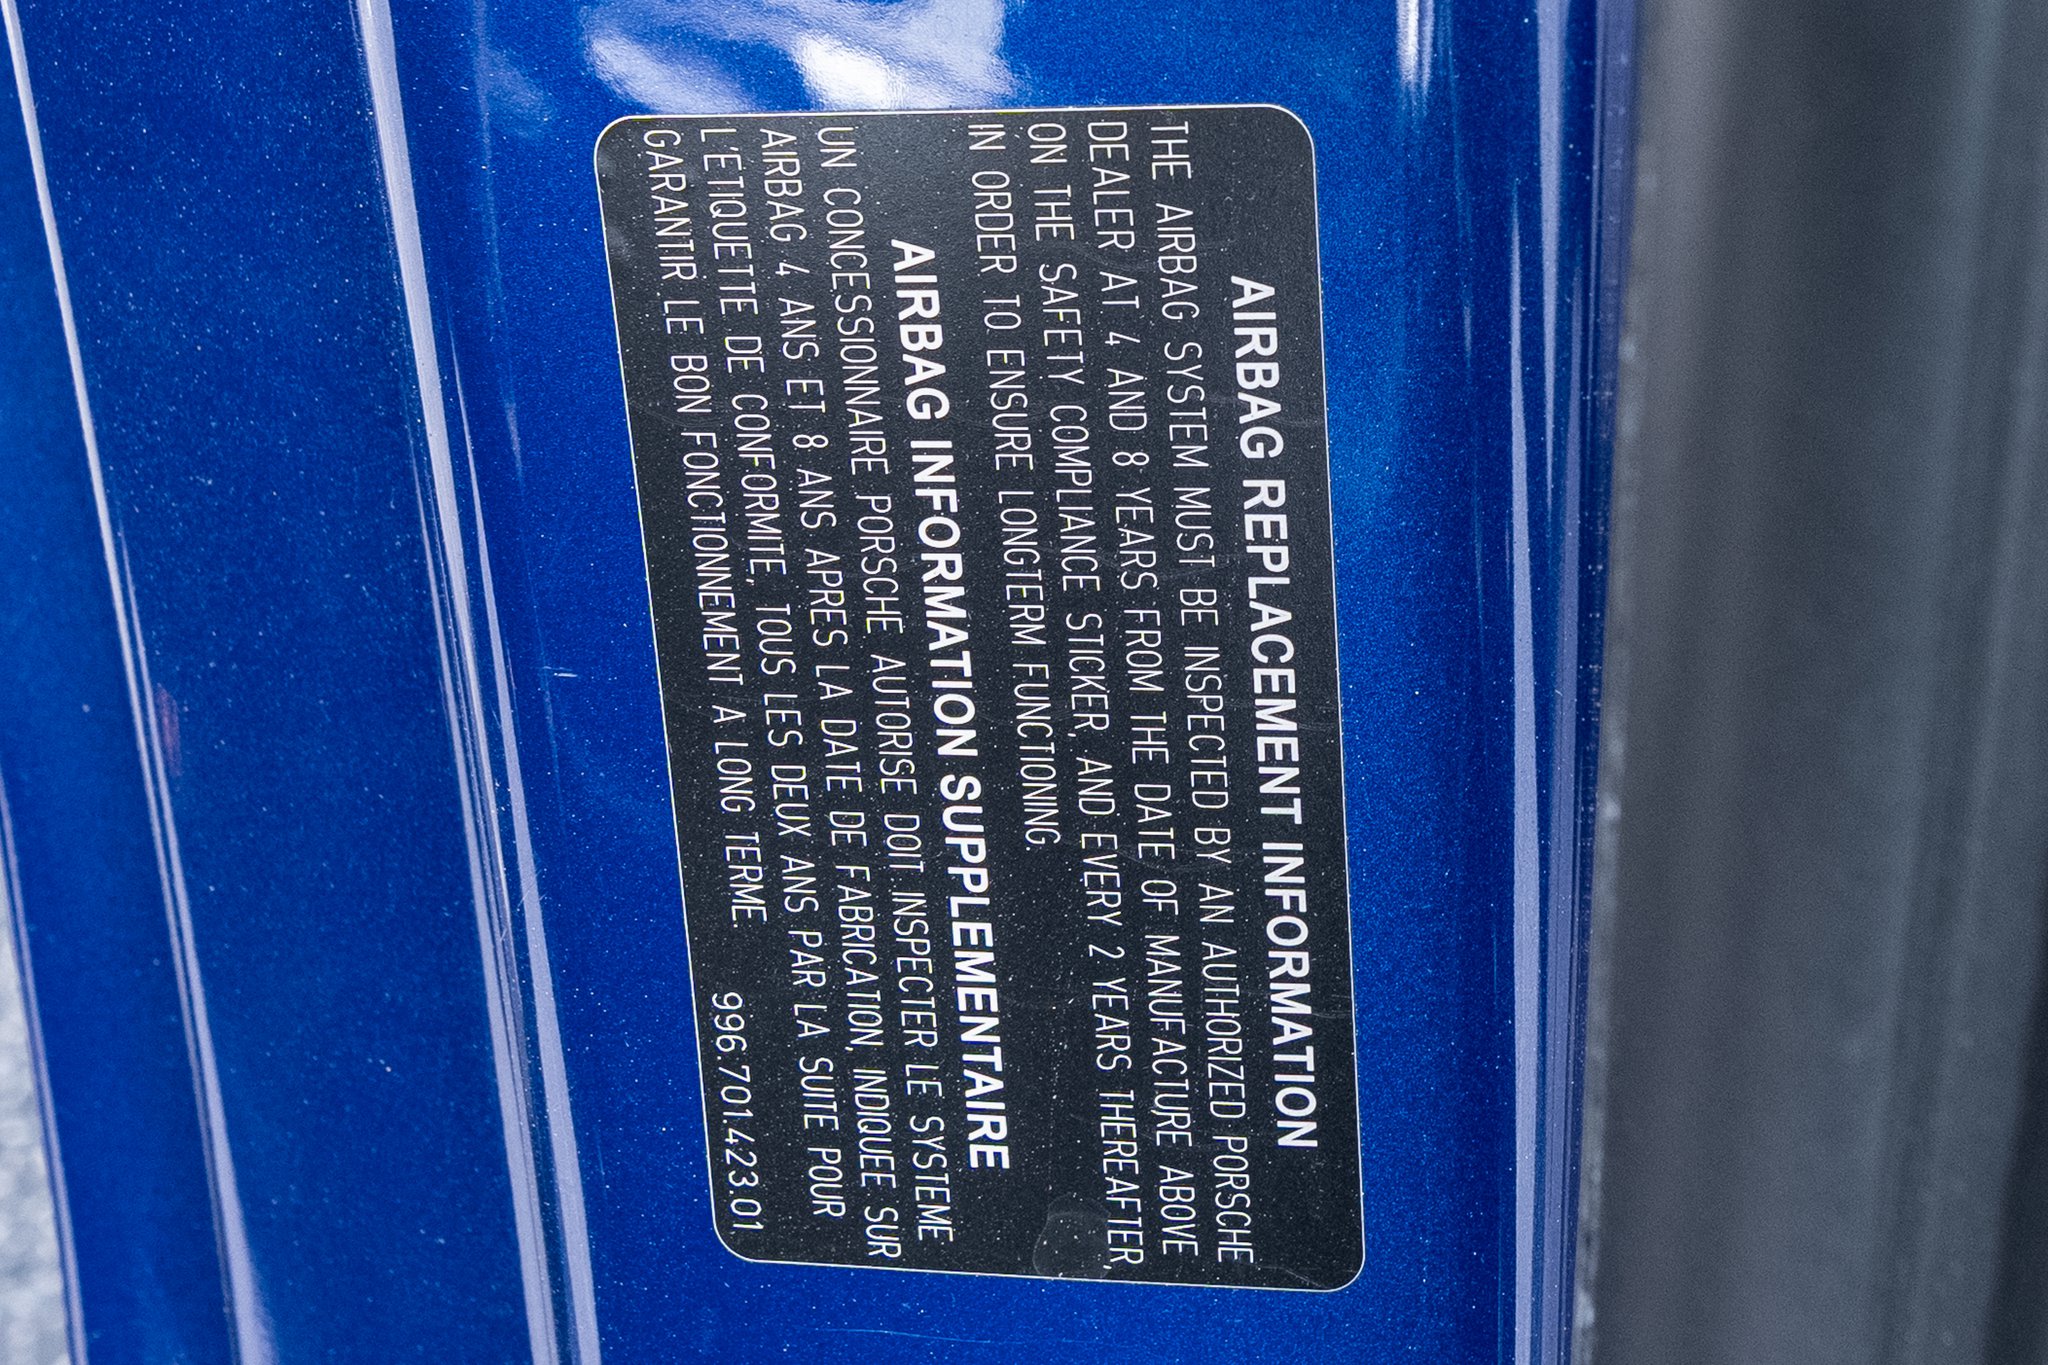 AIRBAG REPLACEMENT INFORMATION
THE AIRBAG SYSTEM MUST BE INSPECTED BY AN AUTHORIZED PORSCHE
DEALER AT 4 AND 8 YEARS FROM THE DATE OF MANUFACTURE ABOVE
ON THE SAFETY COMPLIANCE STICKER, AND EVERY 2 YEARS THEREAFTER,
IN ORDER TO ENSURE LONGTERM FUNCTIONING.
AIRBAG INFORMATION SUPPLEMENTAIRE
UN CONCESSIONNAIRE PORSCHE AUTORISE DOIT INSPECTER LE SYSTEME
AIRBAG 4 ANS ET 8 ANS APRES LA DATE DE FABRICATION, INDIQUEE SUR
L'ETIQUETTE DE CONFORMITE, TOUS LES DEUX ANS PAR LA SUITE POUR
GARANTIR LE BON FONCTIONNEMENT A LONG TERME. 996.701.423.01